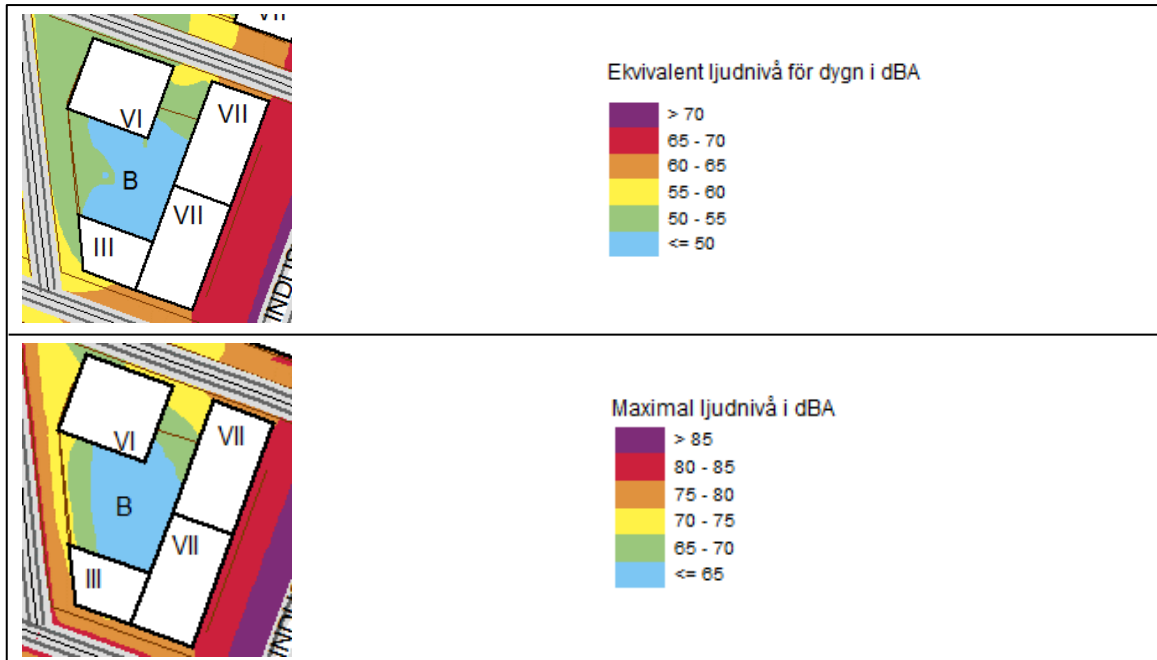 VII
VI
VII
B
VII
III
INDUS
Ekvivalent ljudnivå för dygn i dBA
> 70
65 - 70
60 - 65
55 - 60
50 - 55
<= 50
VI
VII
B
VII
III
Maximal ljudnivå i dBA
> 85
80 - 85
75 - 80
70 - 75
65 - 70
<= 65